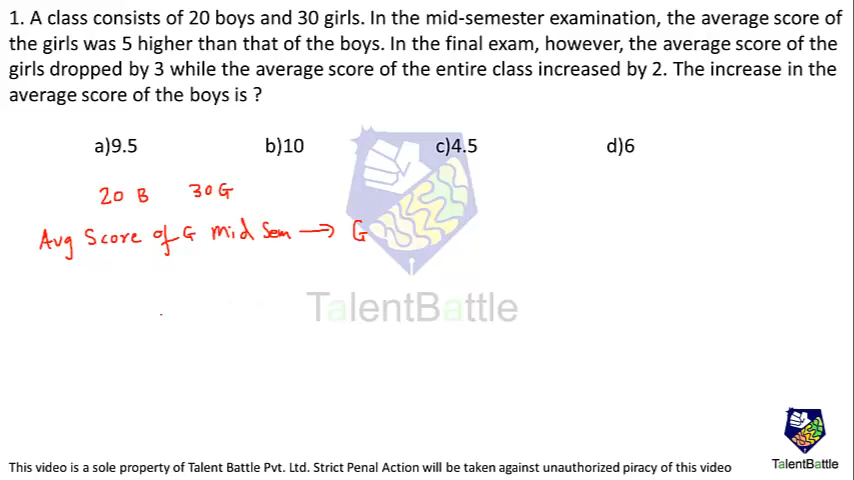 1. A class consists of 20 boys and 30 girls. In the mid-semester examination, the average score of
the girls was 5 higher than that of the boys. In the final exam, however, the average score of the
girls dropped by 3 while the average score of the entire class increased by 2. The increase in the
average score of the boys is ?
a)9.5 b)10 c)4.5 d)6
20 B 30 G
Avg Score of G mid Sem → G
TalentBattle
TalentBattle
This video is a sole property of Talent Battle Pvt. Ltd. Strict Penal Action will be taken against unauthorized piracy of this video